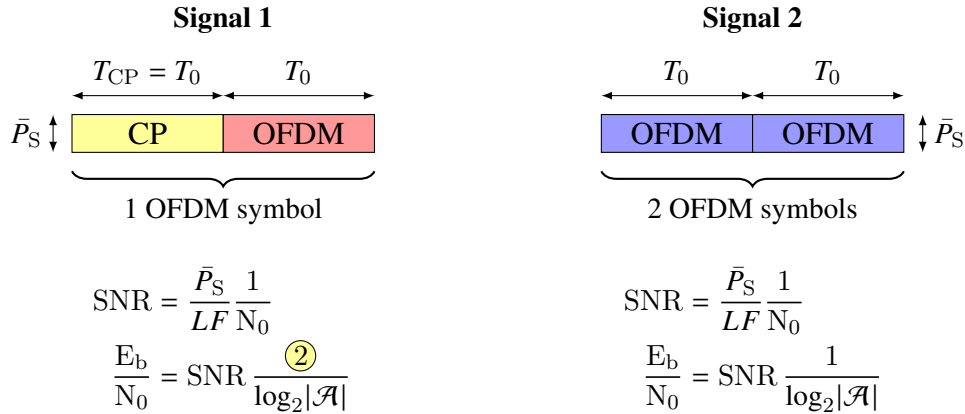 Signal 1
T_CP = T_0 T_0
P̄_S CP OFDM
1 OFDM symbol
SNR = P̄_S/LF 1/N_0
E_b/N_0 = SNR 2/log_2|𝒜|
Signal 2
T_0 T_0
OFDM OFDM P̄_S
2 OFDM symbols
SNR = P̄_S/LF 1/N_0
E_b/N_0 = SNR 1/log_2|𝒜|